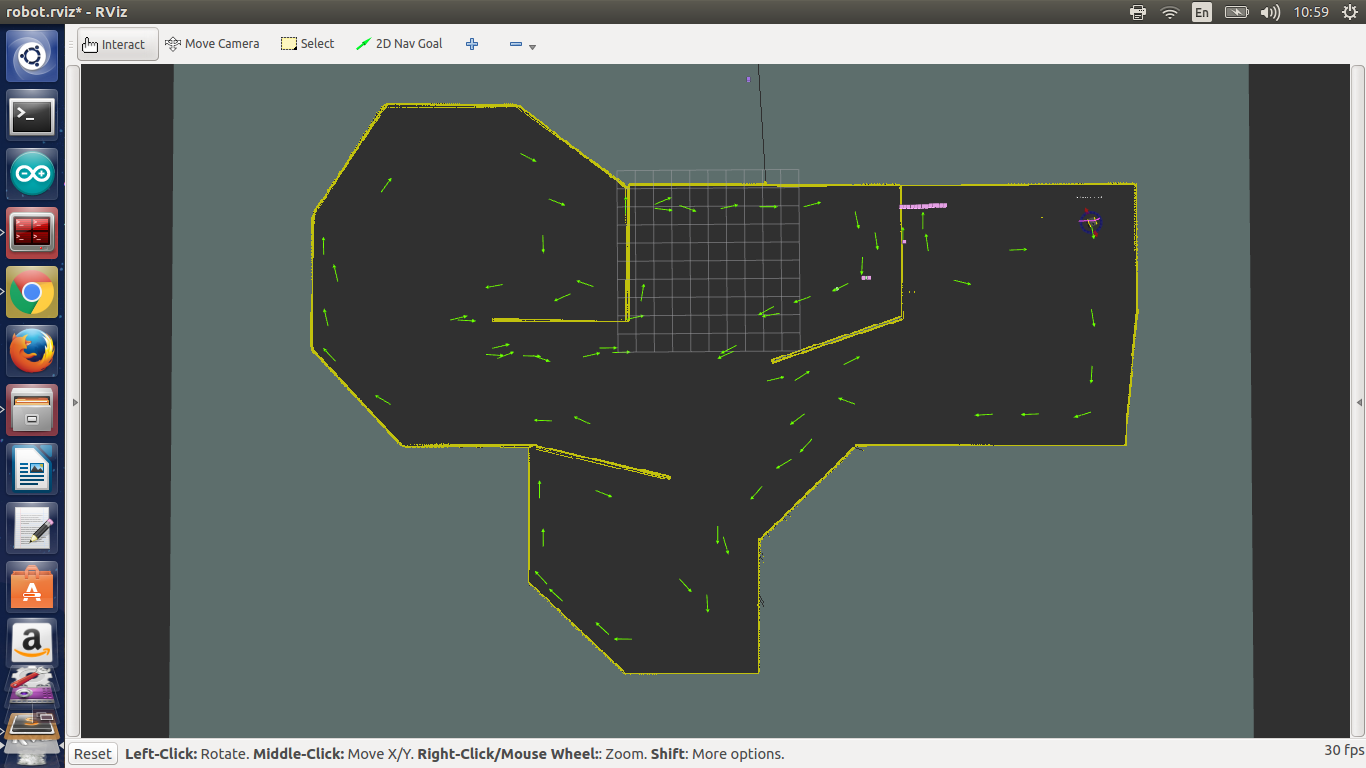 robot.rviz* - RViz
En
10:59
Interact
Move Camera
Select
2D Nav Goal
Reset
Left-Click: Rotate. Middle-Click: Move X/Y. Right-Click/Mouse Wheel:: Zoom. Shift: More options.
30 fps